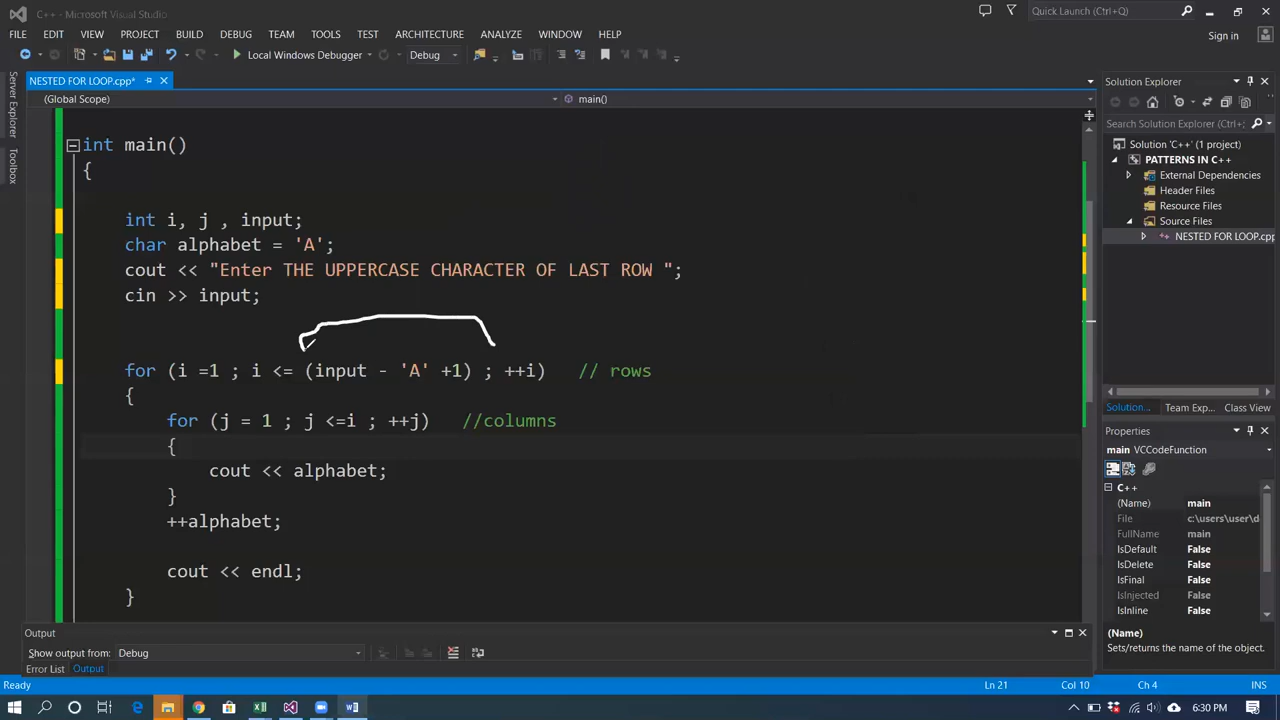 C++ - Microsoft Visual Studio
Quick Launch (Ctrl+Q)
FILE EDIT VIEW PROJECT BUILD DEBUG TEAM TOOLS TEST ARCHITECTURE ANALYZE WINDOW HELP
Sign in
Local Windows Debugger Debug
Server Explorer
Toolbox
NESTED FOR LOOP.cpp*
(Global Scope) main()
int main()
{
int i, j , input;
char alphabet = 'A';
cout << "Enter THE UPPERCASE CHARACTER OF LAST ROW ";
cin >> input;
for (i =1 ; i <= (input - 'A' +1) ; ++i) // rows
{
for (j = 1 ; j <=i ; ++j) //columns
{
cout << alphabet;
}
++alphabet;
cout << endl;
}
Solution Explorer
Search Solution Explorer (Ctrl+;
Solution 'C++' (1 project)
PATTERNS IN C++
External Dependencies
Header Files
Resource Files
Source Files
NESTED FOR LOOP.cpp
Solution... Team Exp... Class View
Properties
main VCCodeFunction
C++
(Name) main
File c:\users\user\d
FullName main
IsDefault False
IsDelete False
IsFinal False
IsInjected False
IsInline False
(Name)
Sets/returns the name of the object.
Output
Show output from: Debug
Error List Output
Ready Ln 21 Col 10 Ch 4 INS
6:30 PM